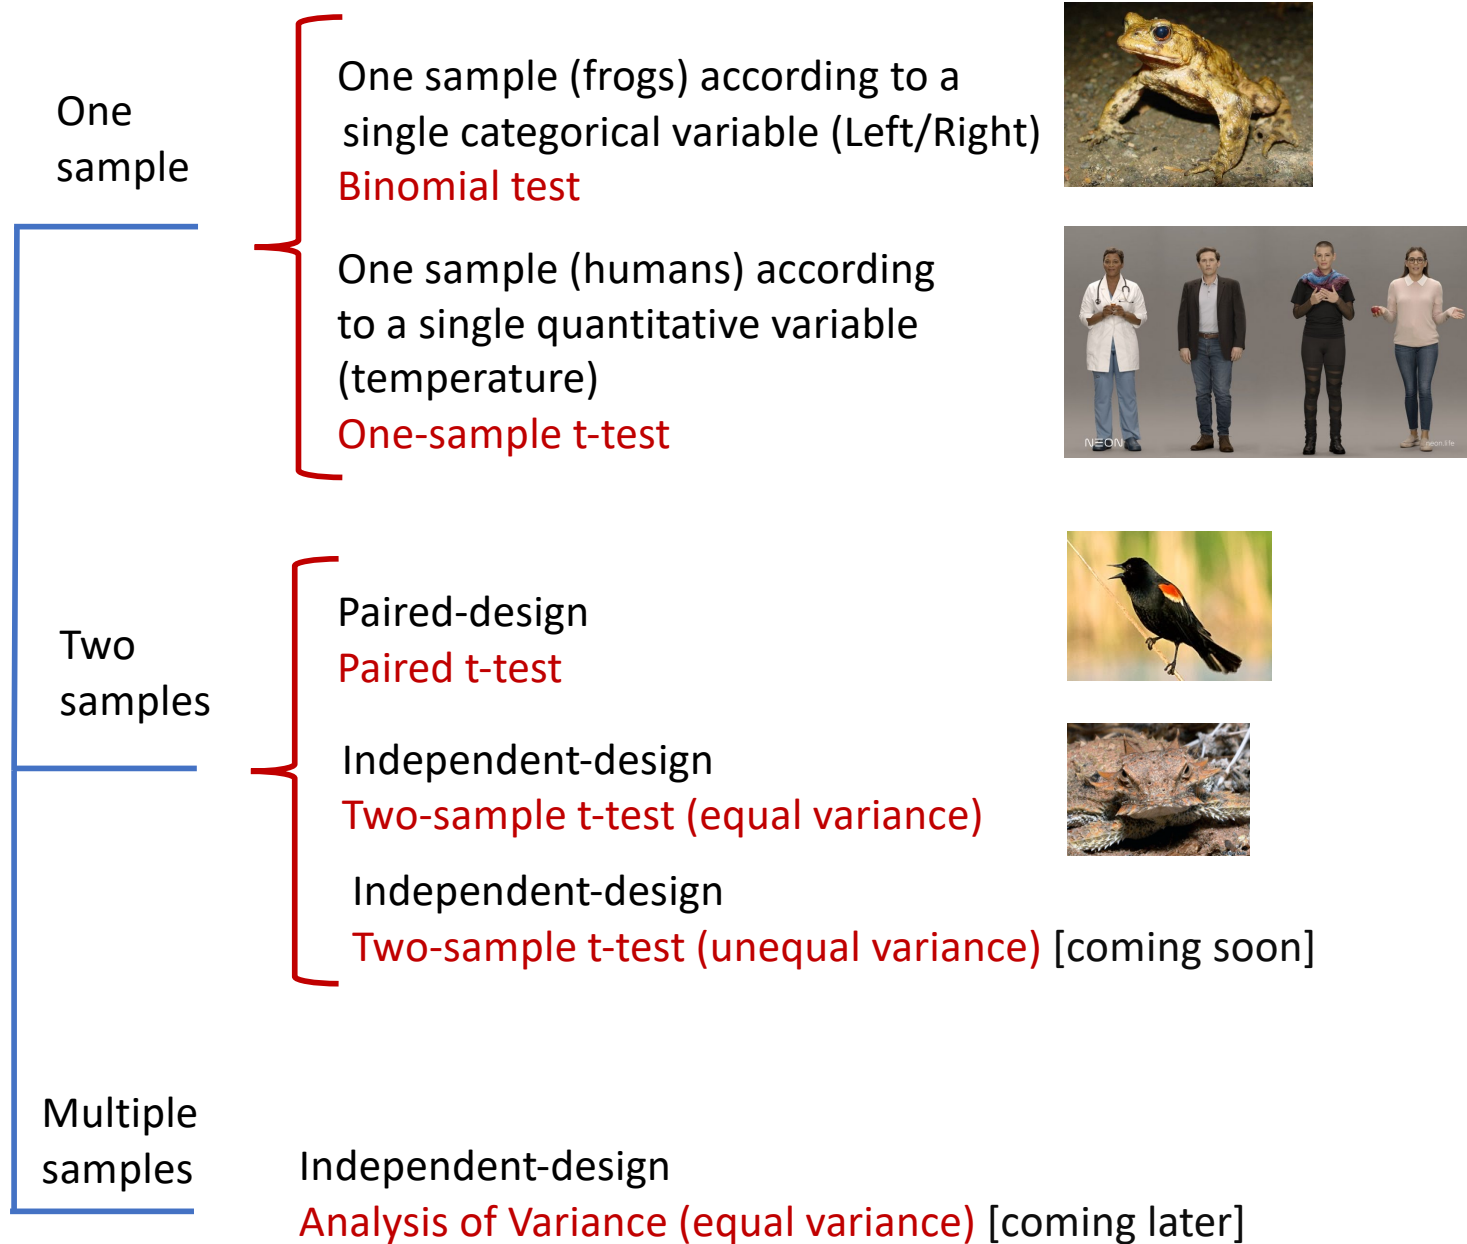 One
sample
One sample (frogs) according to a
single categorical variable (Left/Right)
Binomial test
One sample (humans) according
to a single quantitative variable
(temperature)
One-sample t-test
NEON
neon.life
Two
samples
Paired-design
Paired t-test
Independent-design
Two-sample t-test (equal variance)
Independent-design
Two-sample t-test (unequal variance) [coming soon]
Multiple
samples
Independent-design
Analysis of Variance (equal variance) [coming later]